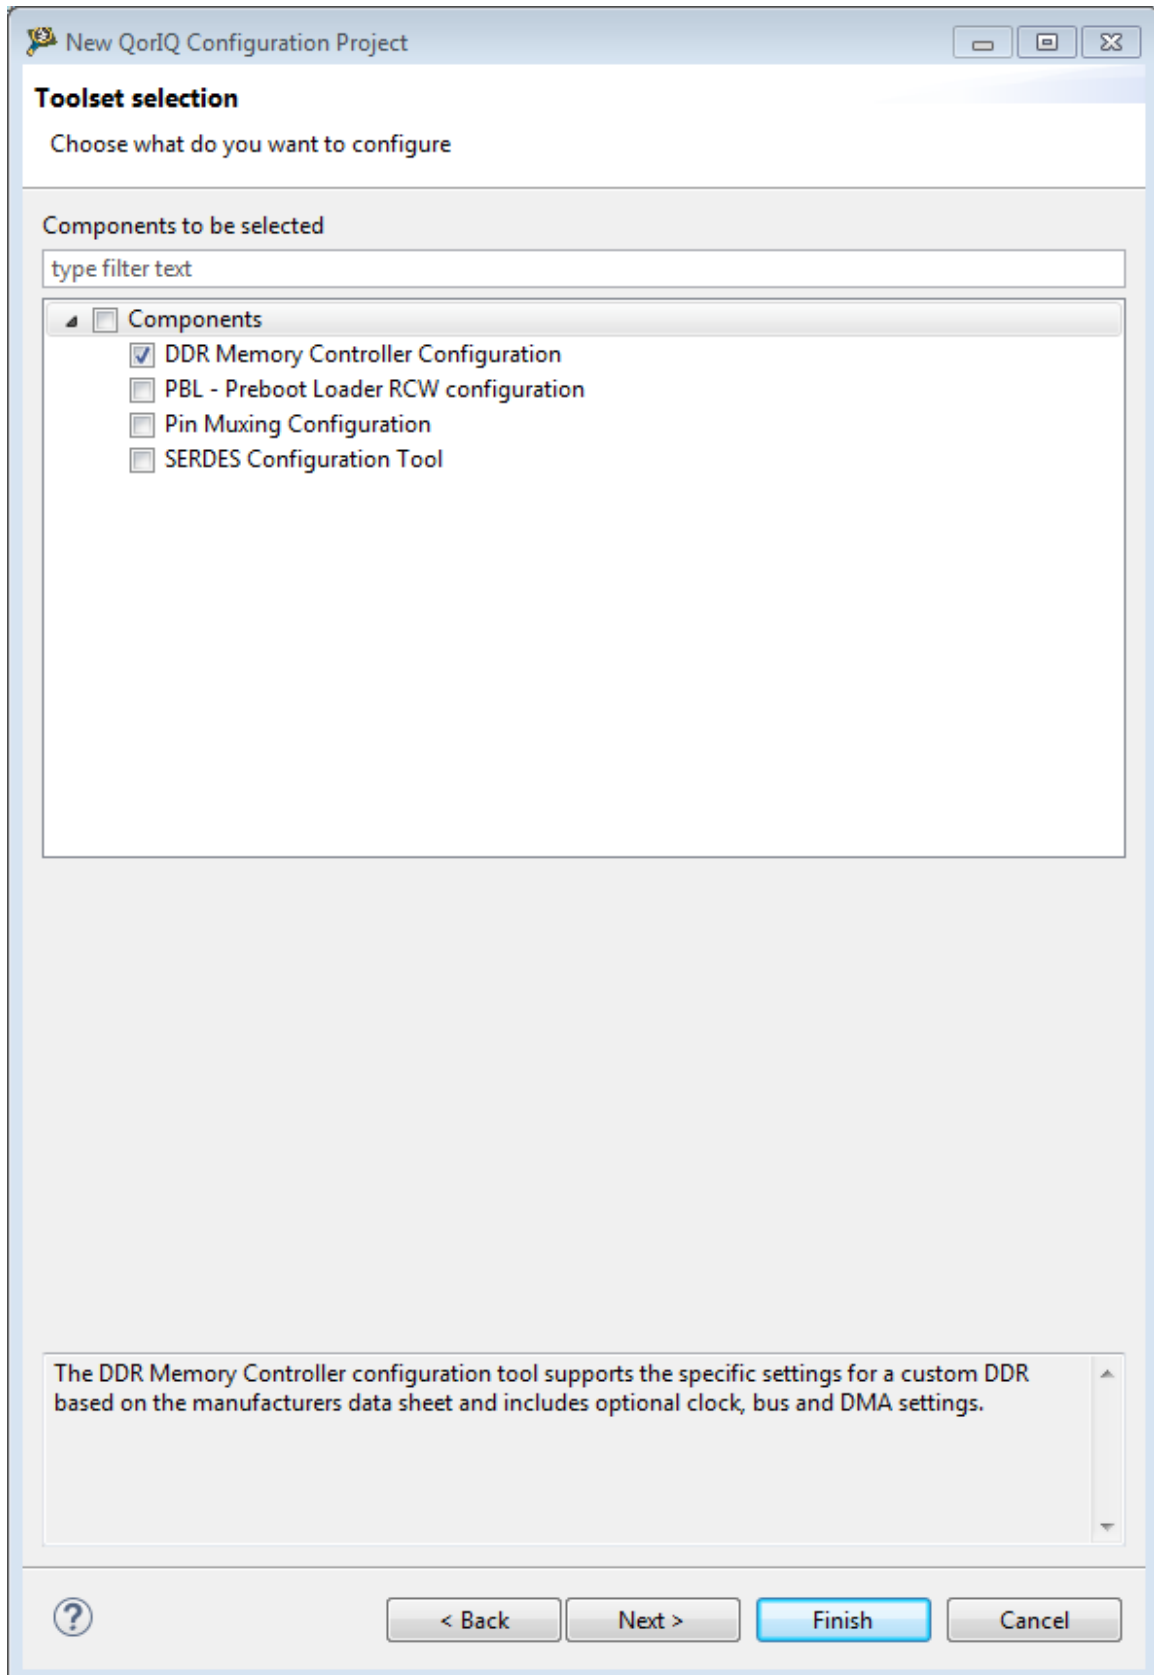 New QorIQ Configuration Project
Toolset selection
Choose what do you want to configure
Components to be selected
type filter text
Components
DDR Memory Controller Configuration
PBL - Preboot Loader RCW configuration
Pin Muxing Configuration
SERDES Configuration Tool
The DDR Memory Controller configuration tool supports the specific settings for a custom DDR
based on the manufacturers data sheet and includes optional clock, bus and DMA settings.
? < Back Next > Finish Cancel